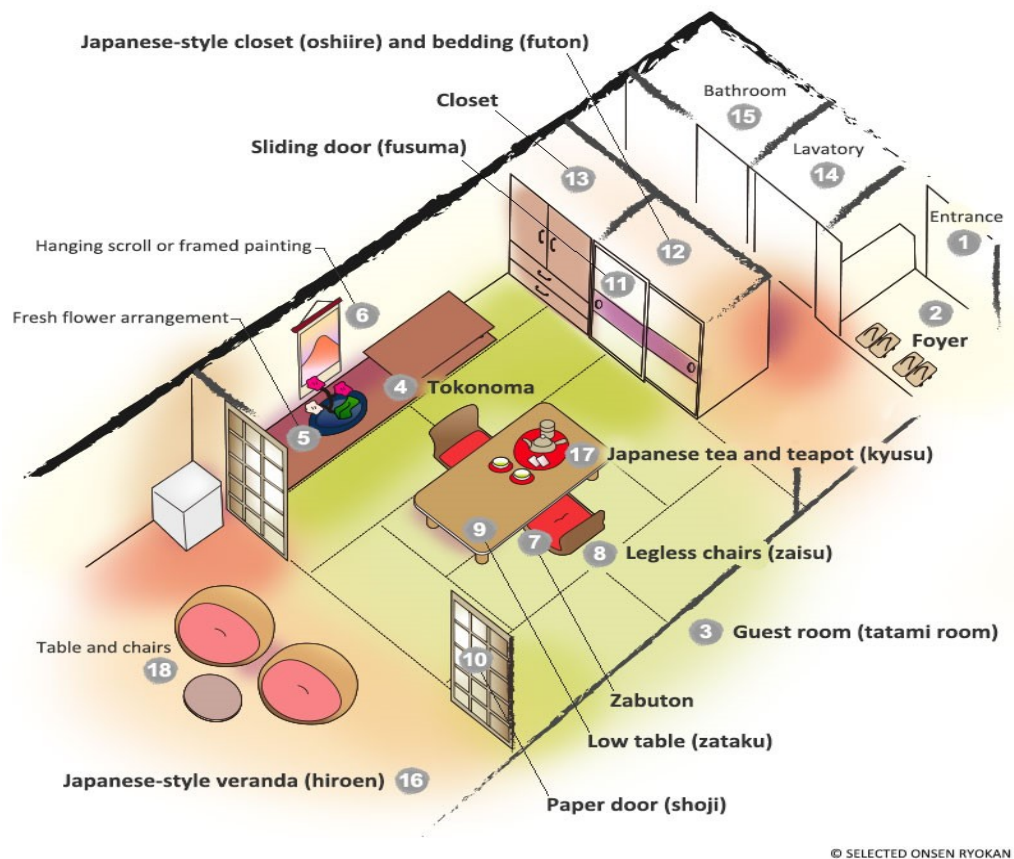 Japanese-style closet (oshiire) and bedding (futon)
Bathroom
15
Closet
Lavatory
14
Sliding door (fusuma)
13
Entrance
1
Hanging scroll or framed painting
12
11
6
2
Fresh flower arrangement
Foyer
4 Tokonoma
5
17 Japanese tea and teapot (kyusu)
9
7
8 Legless chairs (zaisu)
3 Guest room (tatami room)
Table and chairs
18
10
Zabuton
Low table (zataku)
Japanese-style veranda (hiroen) 16
Paper door (shoji)
© SELECTED ONSEN RYOKAN